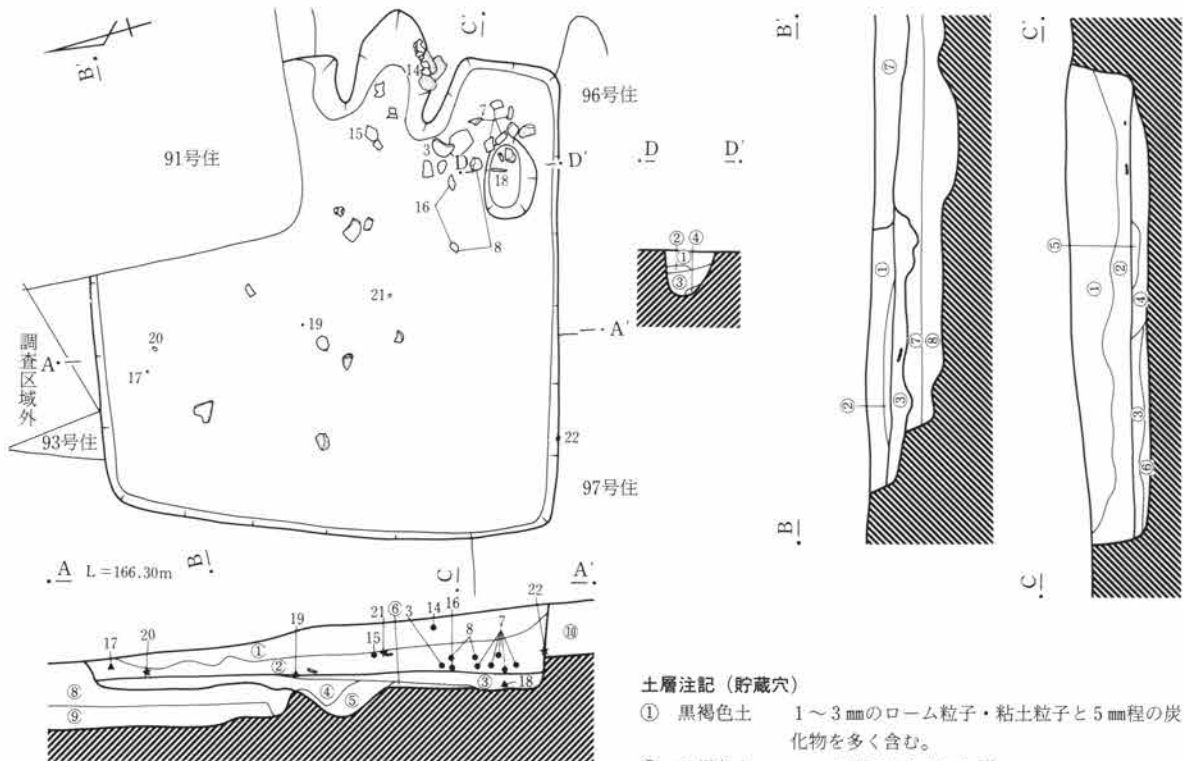 B'
C'
14
96号住
7
15
3
D
D'
91号住
18
16
8
21
19
A'
20
A
17
調査区域外
93号住
22
97号住
B
C
A L=166.30m
A'
17
20
19
15
21
⑥
3
14
16
8
7
22
①
②
③
④
⑤
18
⑧
⑨
⑩
D
D'
②
④
①
③
B'
⑦
①
⑦
⑧
②
③
B
C'
⑤
①
②
④
③
⑥
C
土層注記（貯蔵穴）
① 黒褐色土 1～3㎜のローム粒子・粘土粒子と5㎜程の炭
化物を多く含む。